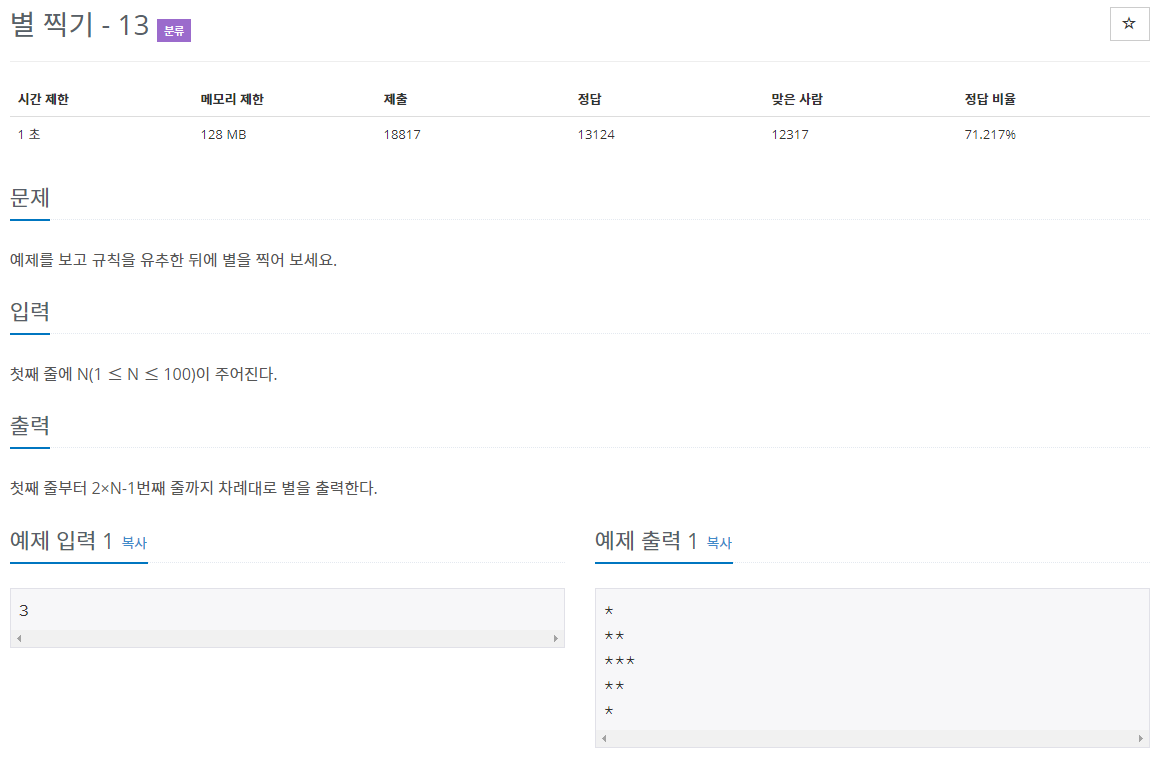 별 찍기 - 13 분류
☆
시간 제한 메모리 제한 제출 정답 맞은 사람 정답 비율
1 초 128 MB 18817 13124 12317 71.217%
문제
예제를 보고 규칙을 유추한 뒤에 별을 찍어 보세요.
입력
첫째 줄에 N(1 ≤ N ≤ 100)이 주어진다.
출력
첫째 줄부터 2×N-1번째 줄까지 차례대로 별을 출력한다.
예제 입력 1 복사
3
예제 출력 1 복사
*
**
***
**
*